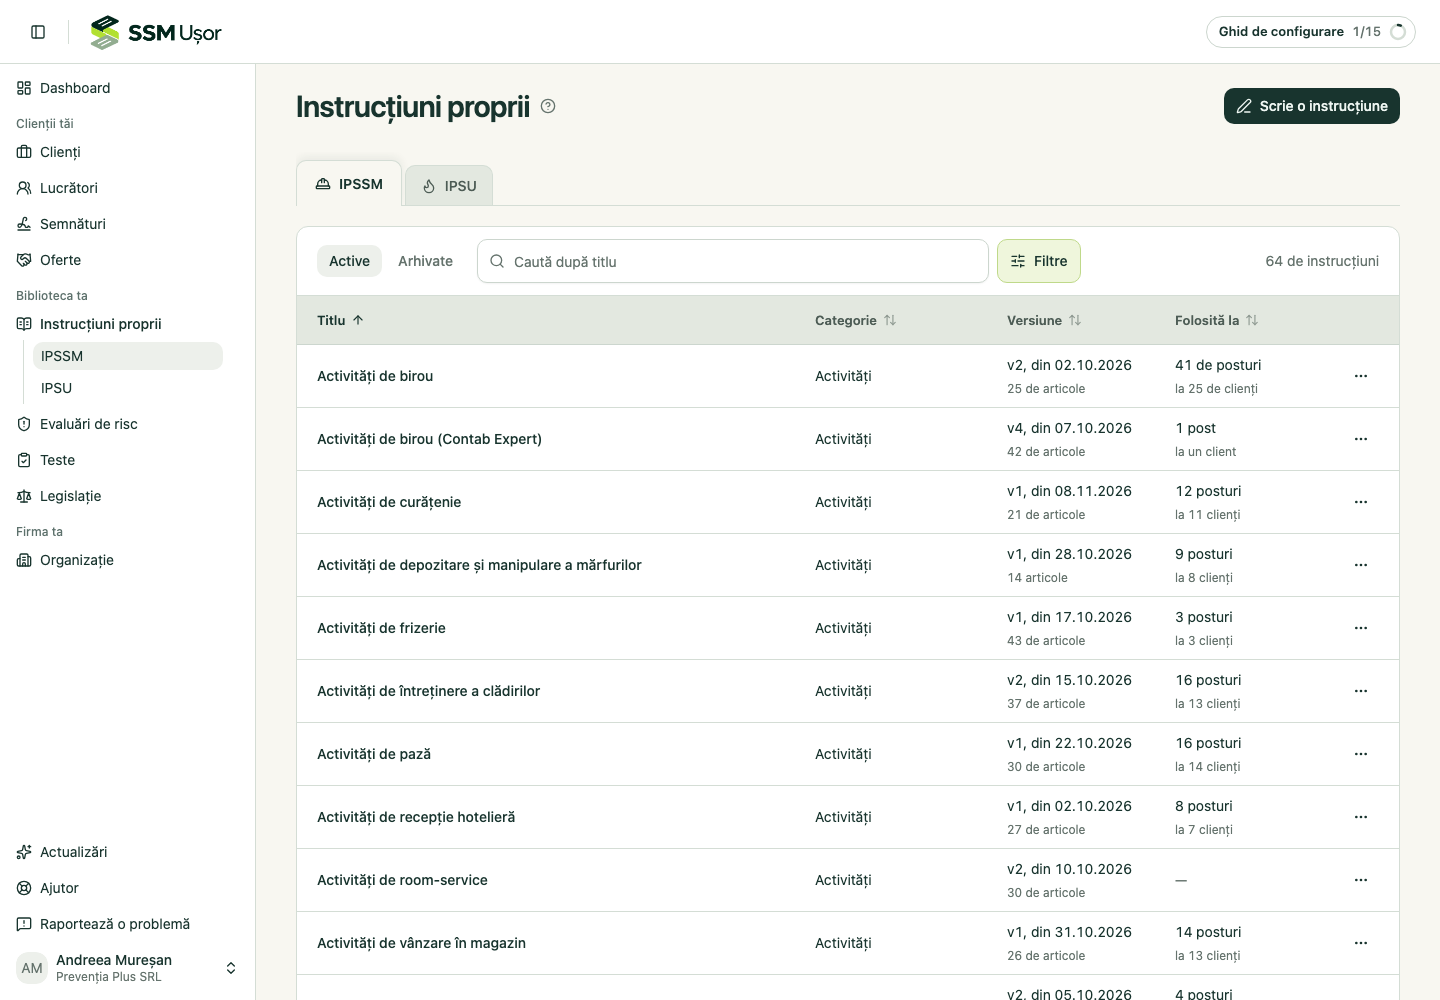 SSM Ușor
Ghid de configurare 1/15
Dashboard
Clienții tăi
Clienți
Lucrători
Semnături
Oferte
Biblioteca ta
Instrucțiuni proprii
IPSSM
IPSU
Evaluări de risc
Teste
Legislație
Firma ta
Organizație
Actualizări
Ajutor
Raportează o problemă
AM
Andreea Mureșan
Prevenția Plus SRL
Instrucțiuni proprii
Scrie o instrucțiune
IPSSM
IPSU
Active
Arhivate
Caută după titlu
Filtre
64 de instrucțiuni
Titlu
Categorie
Versiune
Folosită la
Activități de birou
Activități
v2, din 02.10.2026
25 de articole
41 de posturi
la 25 de clienți
Activități de birou (Contab Expert)
Activități
v4, din 07.10.2026
42 de articole
1 post
la un client
Activități de curățenie
Activități
v1, din 08.11.2026
21 de articole
12 posturi
la 11 clienți
Activități de depozitare și manipulare a mărfurilor
Activități
v1, din 28.10.2026
14 articole
9 posturi
la 8 clienți
Activități de frizerie
Activități
v1, din 17.10.2026
43 de articole
3 posturi
la 3 clienți
Activități de întreținere a clădirilor
Activități
v2, din 15.10.2026
37 de articole
16 posturi
la 13 clienți
Activități de pază
Activități
v1, din 22.10.2026
30 de articole
16 posturi
la 14 clienți
Activități de recepție hotelieră
Activități
v1, din 02.10.2026
27 de articole
8 posturi
la 7 clienți
Activități de room-service
Activități
v2, din 10.10.2026
30 de articole
—
Activități de vânzare în magazin
Activități
v1, din 31.10.2026
26 de articole
14 posturi
la 13 clienți
v2, din 05.10.2026
4 posturi